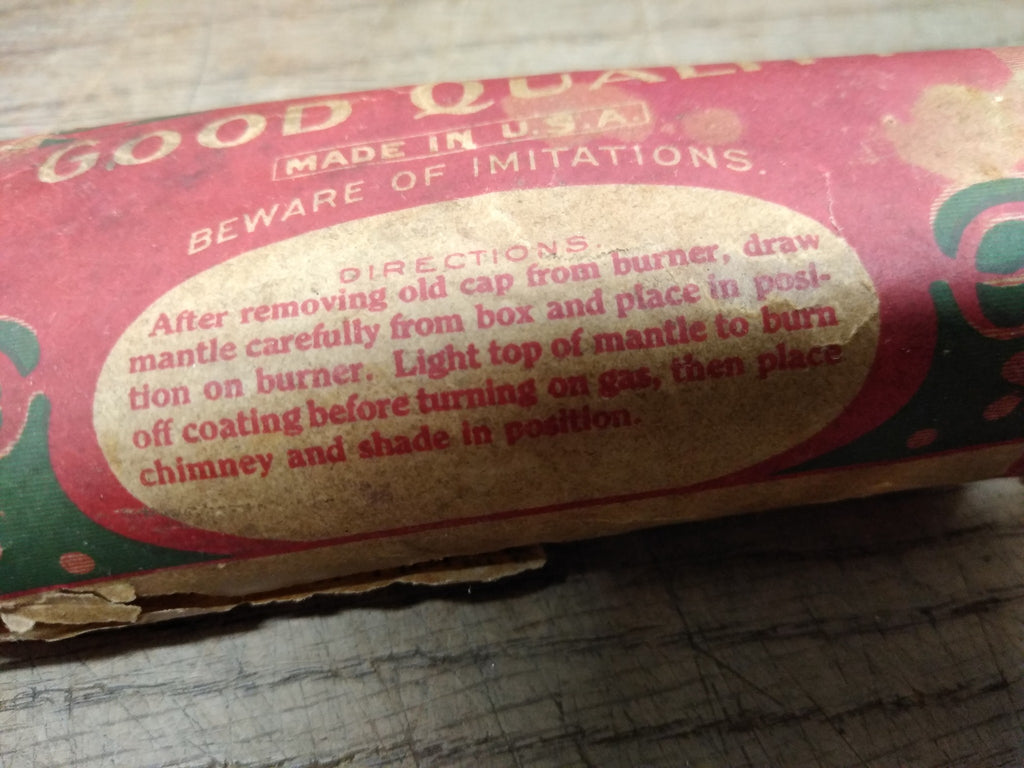 GOOD QUALITY
MADE IN U.S.A.
BEWARE OF IMITATIONS.
DIRECTIONS.
After removing old cap from burner, draw
mantle carefully from box and place in posi-
tion on burner. Light top of mantle to burn
off coating before turning on gas, then place
chimney and shade in position.